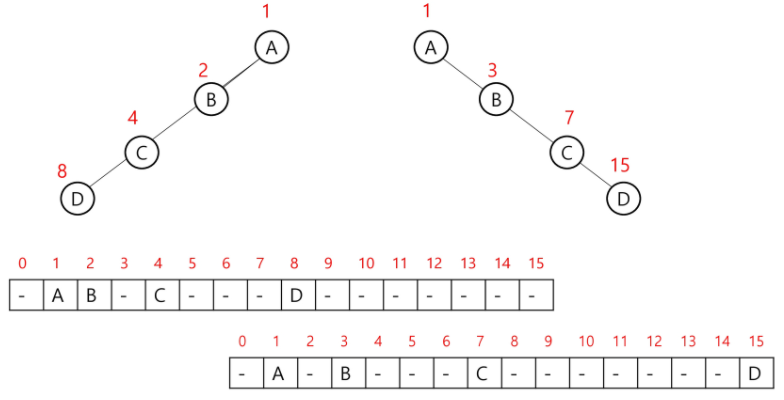 1 1
A A
2 3
B B
4 7
C C
8 15
D D
0 1 2 3 4 5 6 7 8 9 10 11 12 13 14 15
- A B - C - - - D - - - - - - -
0 1 2 3 4 5 6 7 8 9 10 11 12 13 14 15
- A - B - - - C - - - - - - - D